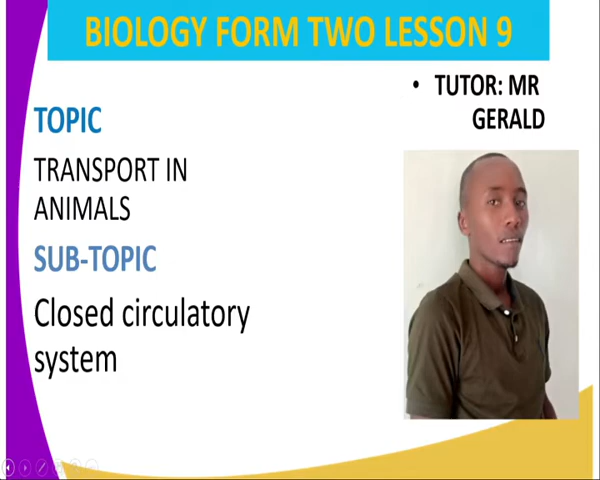 BIOLOGY FORM TWO LESSON 9
• TUTOR: MR
GERALD
TOPIC
TRANSPORT IN
ANIMALS
SUB-TOPIC
Closed circulatory
system